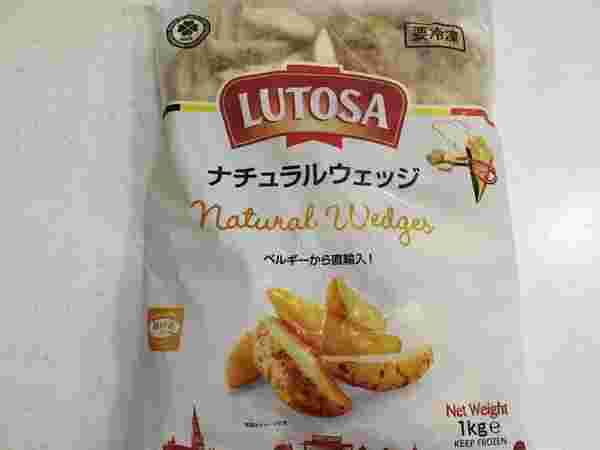 要冷凍
LUTOSA
ナチュラルウェッジ
Natural Wedges
ベルギーから直輸入！
Net Weight
1kg e
KEEP FROZEN